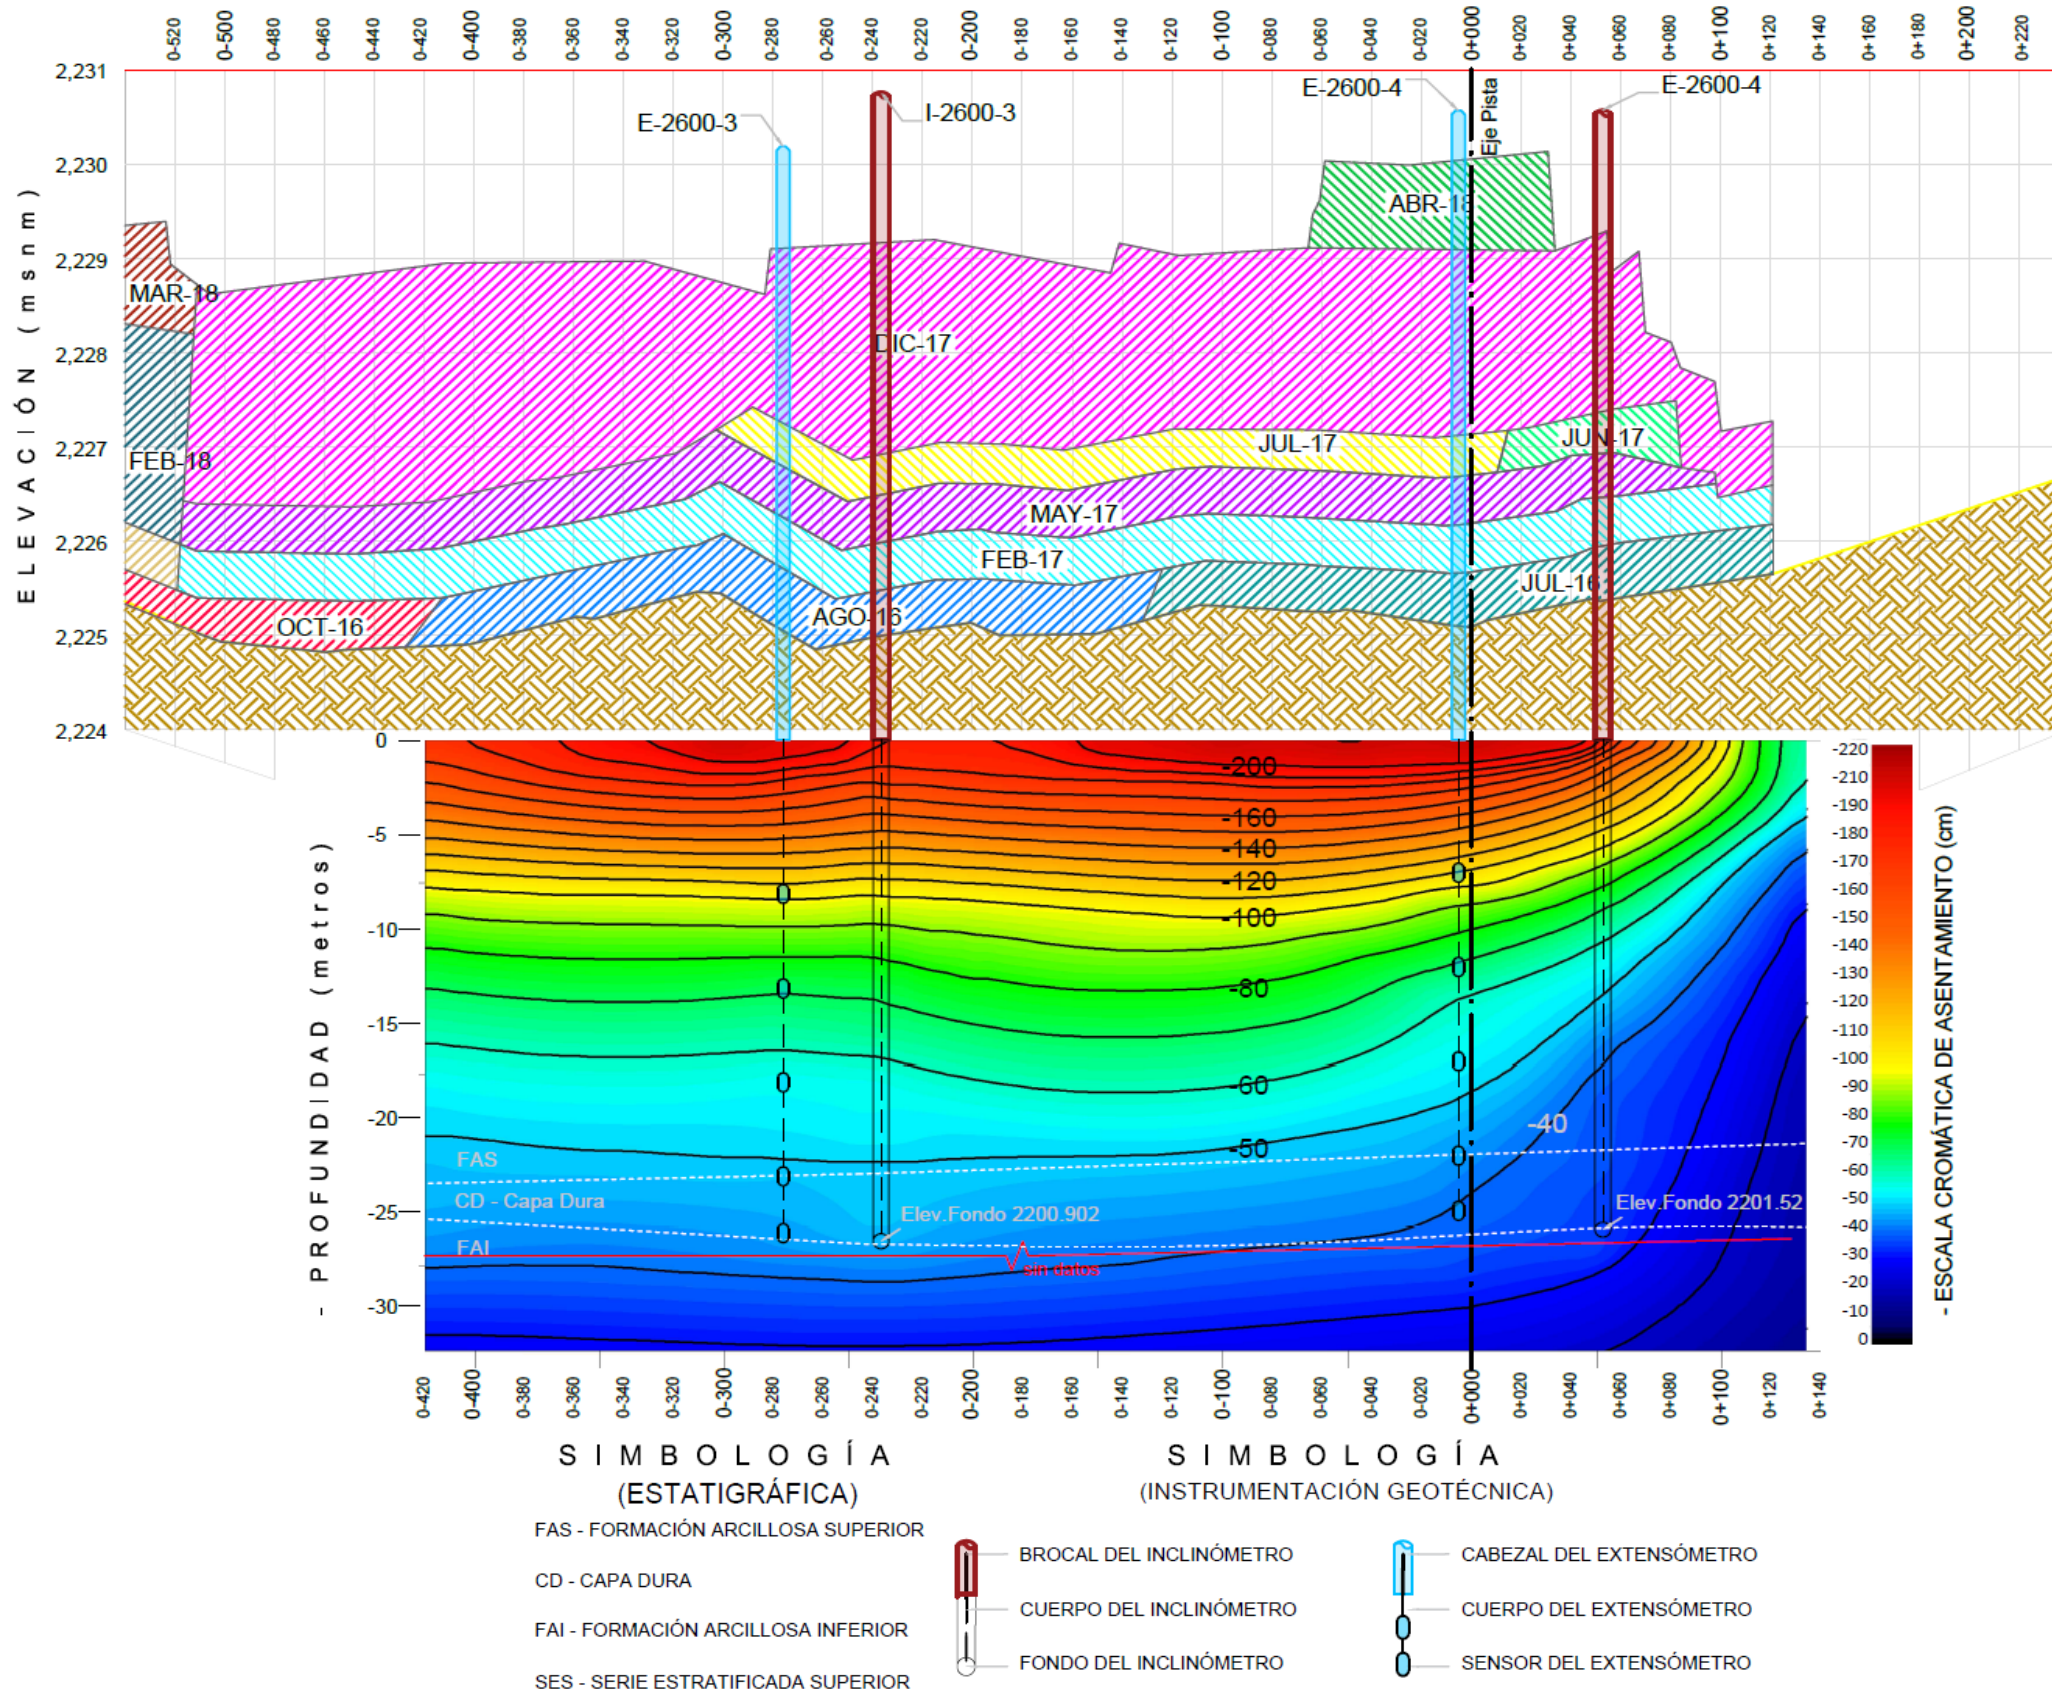 0-520 0-500 0-480 0-460 0-440 0-420 0-400 0-380 0-360 0-340 0-320 0-300 0-280 0-260 0-240 0-220 0-200 0-180 0-160 0-140 0-120 0-100 0-080 0-060 0-040 0-020 0+000 0+020 0+040 0+060 0+080 0+100 0+120 0+140 0+160 0+180 0+200 0+220
ELEVACIÓN (msnm)
2,231
2,230
2,229
2,228
2,227
2,226
2,225
2,224
E-2600-3
I-2600-3
E-2600-4
Eje Pista
E-2600-4
ABR-18
MAR-18
DIC-17
FEB-18
JUL-17
JUN-17
MAY-17
FEB-17
JUL-16
AGO-16
OCT-16
- PROFUNDIDAD (metros)
0
-5
-10
-15
-20
-25
-30
-200
-160
-140
-120
-100
-80
-60
-50
-40
FAS
CD - Capa Dura
FAI
Elev.Fondo 2200.902
Elev.Fondo 2201.52
sin datos
-220
-210
-190
-180
-170
-160
-150
-140
-130
-120
-110
-100
-90
-80
-70
-60
-50
-40
-30
-20
-10
0
- ESCALA CROMÁTICA DE ASENTAMIENTO (cm)
0-420 0-400 0-380 0-360 0-340 0-320 0-300 0-280 0-260 0-240 0-220 0-200 0-180 0-160 0-140 0-120 0-100 0-080 0-060 0-040 0-020 0+000 0+020 0+040 0+060 0+080 0+100 0+120 0+140
SIMBOLOGÍA
(ESTATIGRÁFICA)
FAS - FORMACIÓN ARCILLOSA SUPERIOR
CD - CAPA DURA
FAI - FORMACIÓN ARCILLOSA INFERIOR
SES - SERIE ESTRATIFICADA SUPERIOR
SIMBOLOGÍA
(INSTRUMENTACIÓN GEOTÉCNICA)
BROCAL DEL INCLINÓMETRO
CUERPO DEL INCLINÓMETRO
FONDO DEL INCLINÓMETRO
CABEZAL DEL EXTENSÓMETRO
CUERPO DEL EXTENSÓMETRO
SENSOR DEL EXTENSÓMETRO